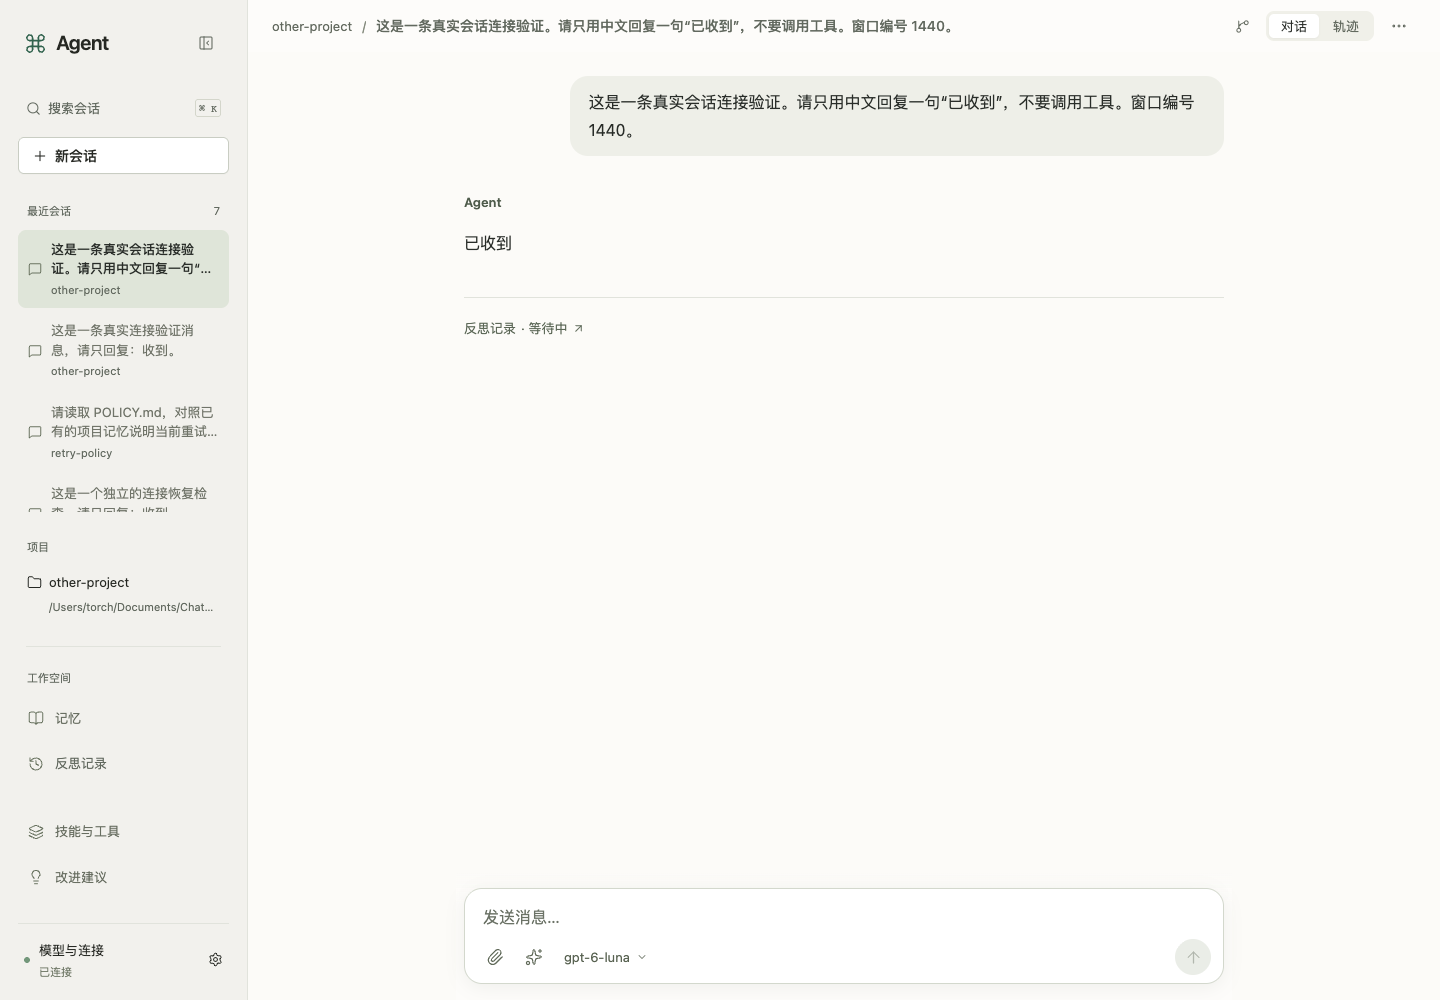 Agent
搜索会话
⌘ K
新会话
最近会话
7
这是一条真实会话连接验
证。请只用中文回复一句“...
other-project
这是一条真实连接验证消
息，请只回复：收到。
other-project
请读取 POLICY.md，对照已
有的项目记忆说明当前重试...
retry-policy
这是一个独立的连接恢复检
查，请只回复：收到
项目
other-project
/Users/torch/Documents/Chat...
工作空间
记忆
反思记录
技能与工具
改进建议
模型与连接
已连接
other-project / 这是一条真实会话连接验证。请只用中文回复一句“已收到”，不要调用工具。窗口编号 1440。
对话
轨迹
这是一条真实会话连接验证。请只用中文回复一句“已收到”，不要调用工具。窗口编号
1440。
Agent
已收到
反思记录 · 等待中
发送消息...
gpt-6-luna